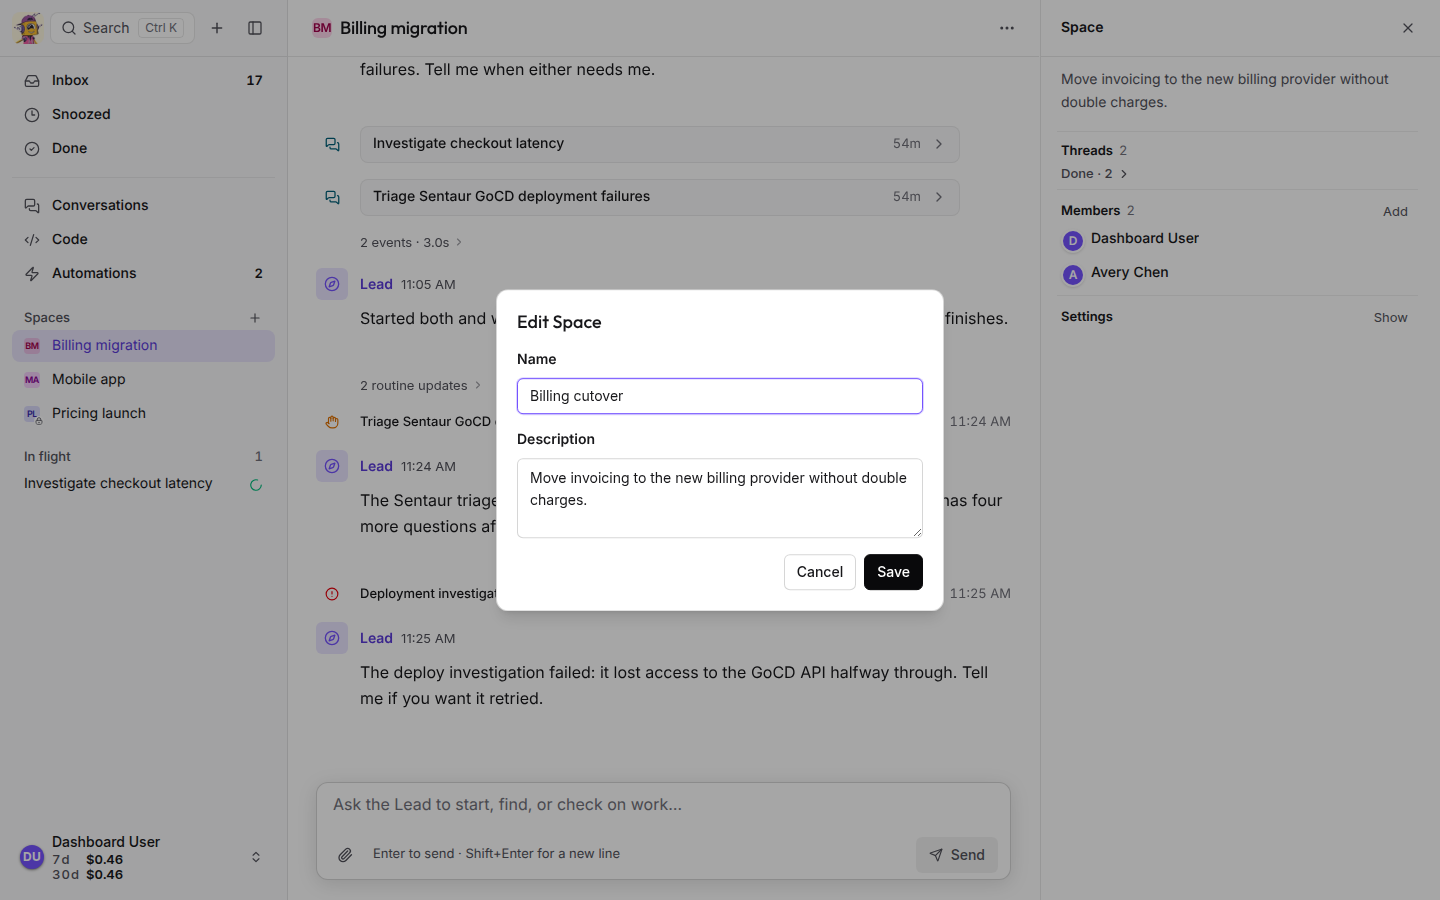 Search
Ctrl K
Inbox
17
Snoozed
Done
Conversations
Code
Automations
2
Spaces
BM
Billing migration
MA
Mobile app
PL
Pricing launch
In flight
1
Investigate checkout latency
DU
Dashboard User
7d $0.46
30d $0.46
BM
Billing migration
failures. Tell me when either needs me.
Investigate checkout latency
54m
Triage Sentaur GoCD deployment failures
54m
2 events · 3.0s
Lead 11:05 AM
Started both and
finishes.
2 routine updates
Triage Sentaur GoCD
11:24 AM
Lead 11:24 AM
The Sentaur triage
has four
more questions
Deployment
11:25 AM
Lead 11:25 AM
The deploy investigation failed: it lost access to the GoCD API halfway through. Tell
me if you want it retried.
Ask the Lead to start, find, or check on work...
Enter to send · Shift+Enter for a new line
Send
Edit Space
Name
Billing cutover
Description
Move invoicing to the new billing provider without double
charges.
Cancel
Save
Space
Move invoicing to the new billing provider without
double charges.
Threads 2
Done · 2
Members 2
Add
D
Dashboard User
A
Avery Chen
Settings
Show